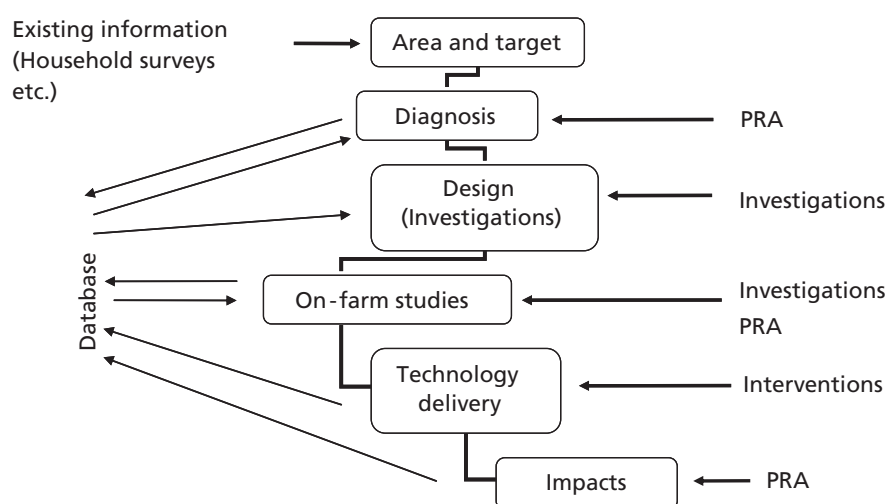 Existing information
(Household surveys
etc.)
Area and target
Diagnosis
PRA
Design
(Investigations)
Investigations
Database
On-farm studies
Investigations
PRA
Technology
delivery
Interventions
Impacts
PRA